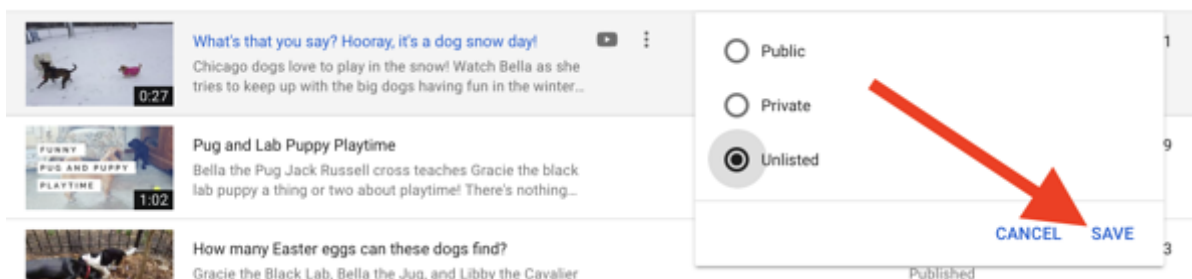 What's that you say? Hooray, it's a dog snow day!
Chicago dogs love to play in the snow! Watch Bella as she
tries to keep up with the big dogs having fun in the winter...
0:27
Public
Private
Unlisted
CANCEL SAVE
1
Pug and Lab Puppy Playtime
Bella the Pug Jack Russell cross teaches Gracie the black
lab puppy a thing or two about playtime! There's nothing...
FUNNY
PUG AND PUPPY
PLAYTIME
1:02
9
How many Easter eggs can these dogs find?
Gracie the Black Lab, Bella the Jug, and Libby the Cavalier
Published
3